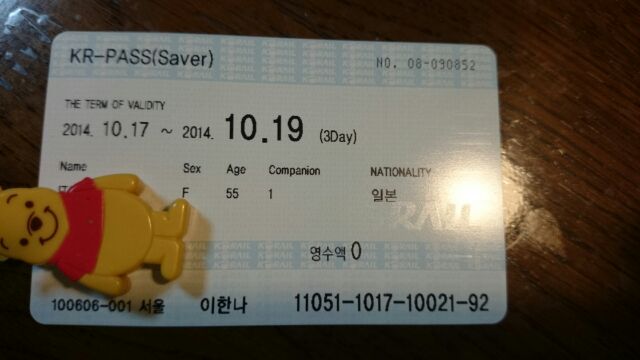 KR-PASS(Saver)
NO. 08-090852
THE TERM OF VALIDITY
2014. 10.17 ~ 2014. 10.19 (3Day)
Name Sex Age Companion NATIONALITY
F 55 1 일본
RAIL
영수액 0
100606-001 서울 이한나 11051-1017-10021-92